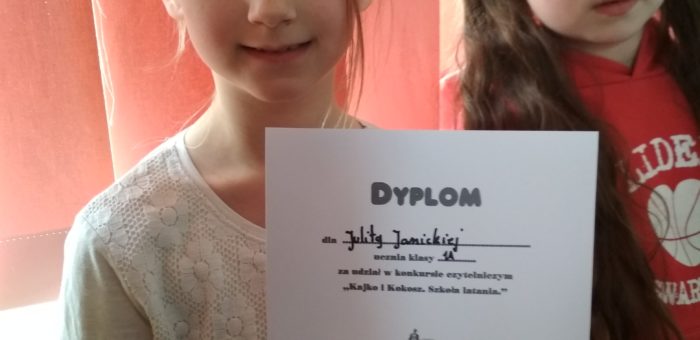 DYPLOM
dla Julity Janickiej
ucznia klasy 1A
za udział w konkursie czytelniczym
„Kajko i Kokosz. Szkoła latania.”